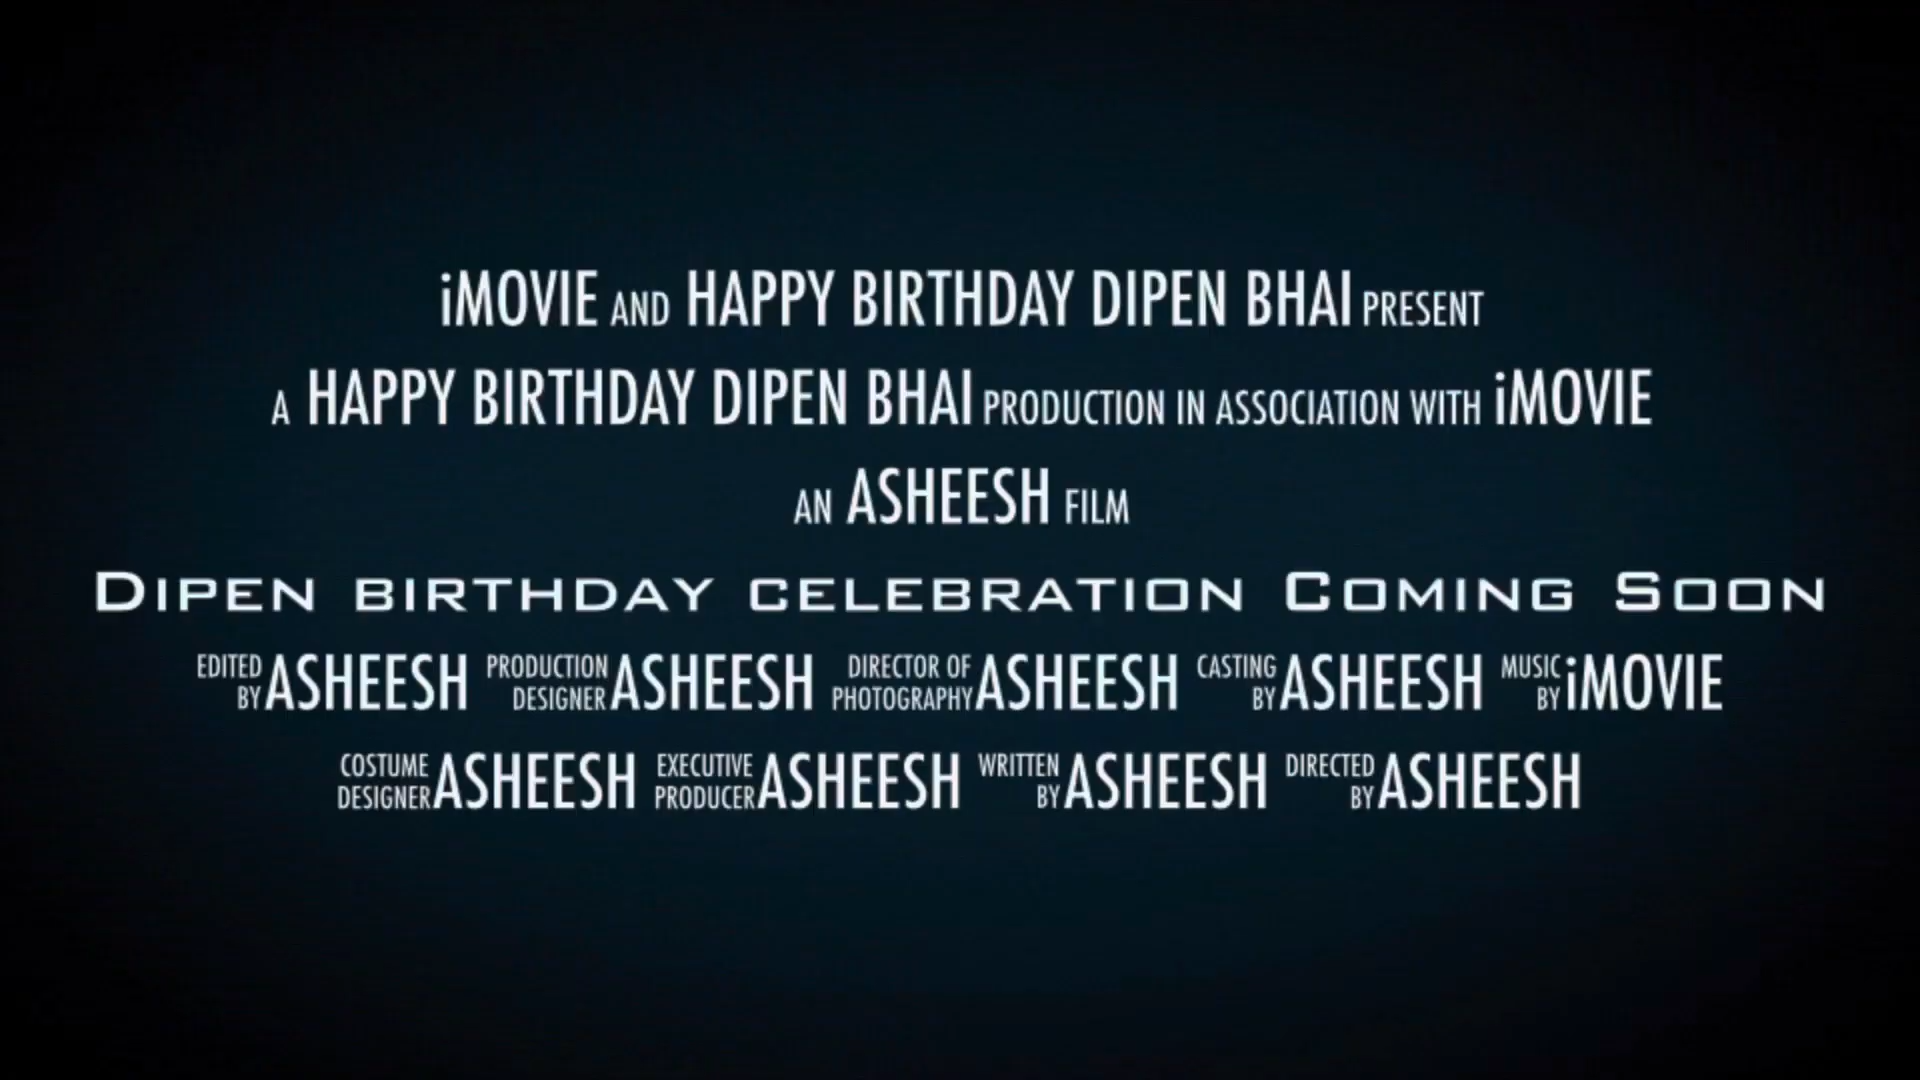 iMOVIE AND HAPPY BIRTHDAY DIPEN BHAI PRESENT
A HAPPY BIRTHDAY DIPEN BHAI PRODUCTION IN ASSOCIATION WITH iMOVIE
AN ASHEESH FILM
DIPEN BIRTHDAY CELEBRATION COMING SOON
EDITED BY ASHEESH PRODUCTION DESIGNER ASHEESH DIRECTOR OF PHOTOGRAPHY ASHEESH CASTING BY ASHEESH MUSIC BY iMOVIE
COSTUME DESIGNER ASHEESH EXECUTIVE PRODUCER ASHEESH WRITTEN BY ASHEESH DIRECTED BY ASHEESH